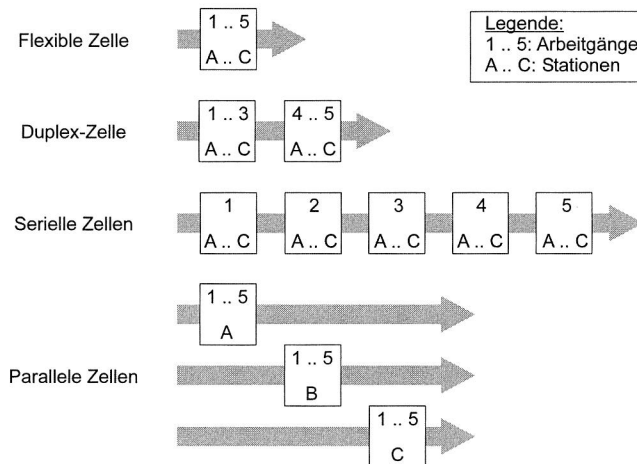 Flexible Zelle
1 .. 5
A .. C
Legende:
1 .. 5: Arbeitgänge
A .. C: Stationen
Duplex-Zelle
1 .. 3
A .. C
4 .. 5
A .. C
Serielle Zellen
1
A .. C
2
A .. C
3
A .. C
4
A .. C
5
A .. C
Parallele Zellen
1 .. 5
A
1 .. 5
B
1 .. 5
C